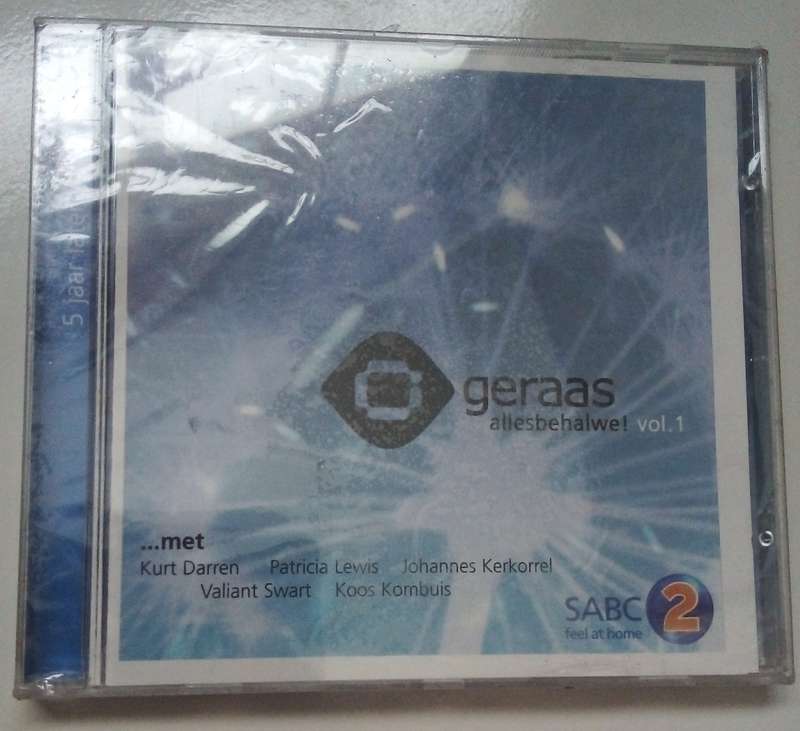 5 jaar
geraas
allesbehalwe! vol.1
...met
Kurt Darren Patricia Lewis Johannes Kerkorrel
Valiant Swart Koos Kombuis
SABC 2
feel at home